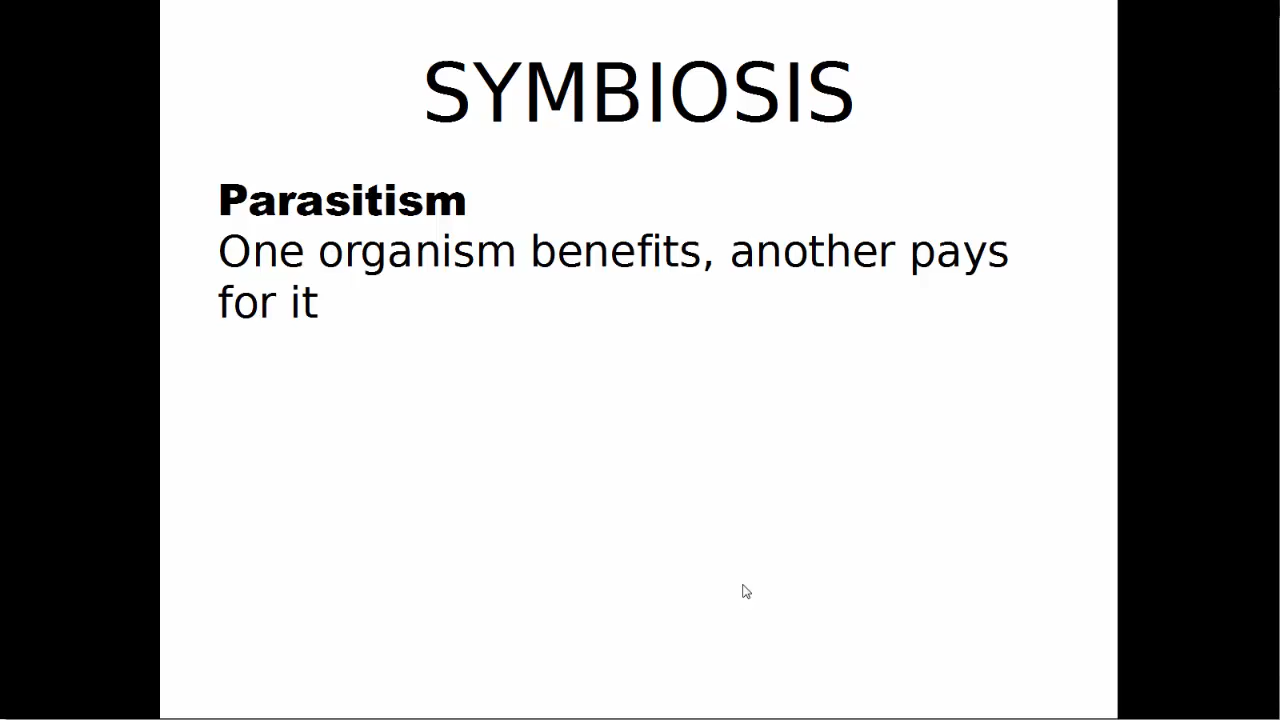 SYMBIOSIS
Parasitism
One organism benefits, another pays
for it